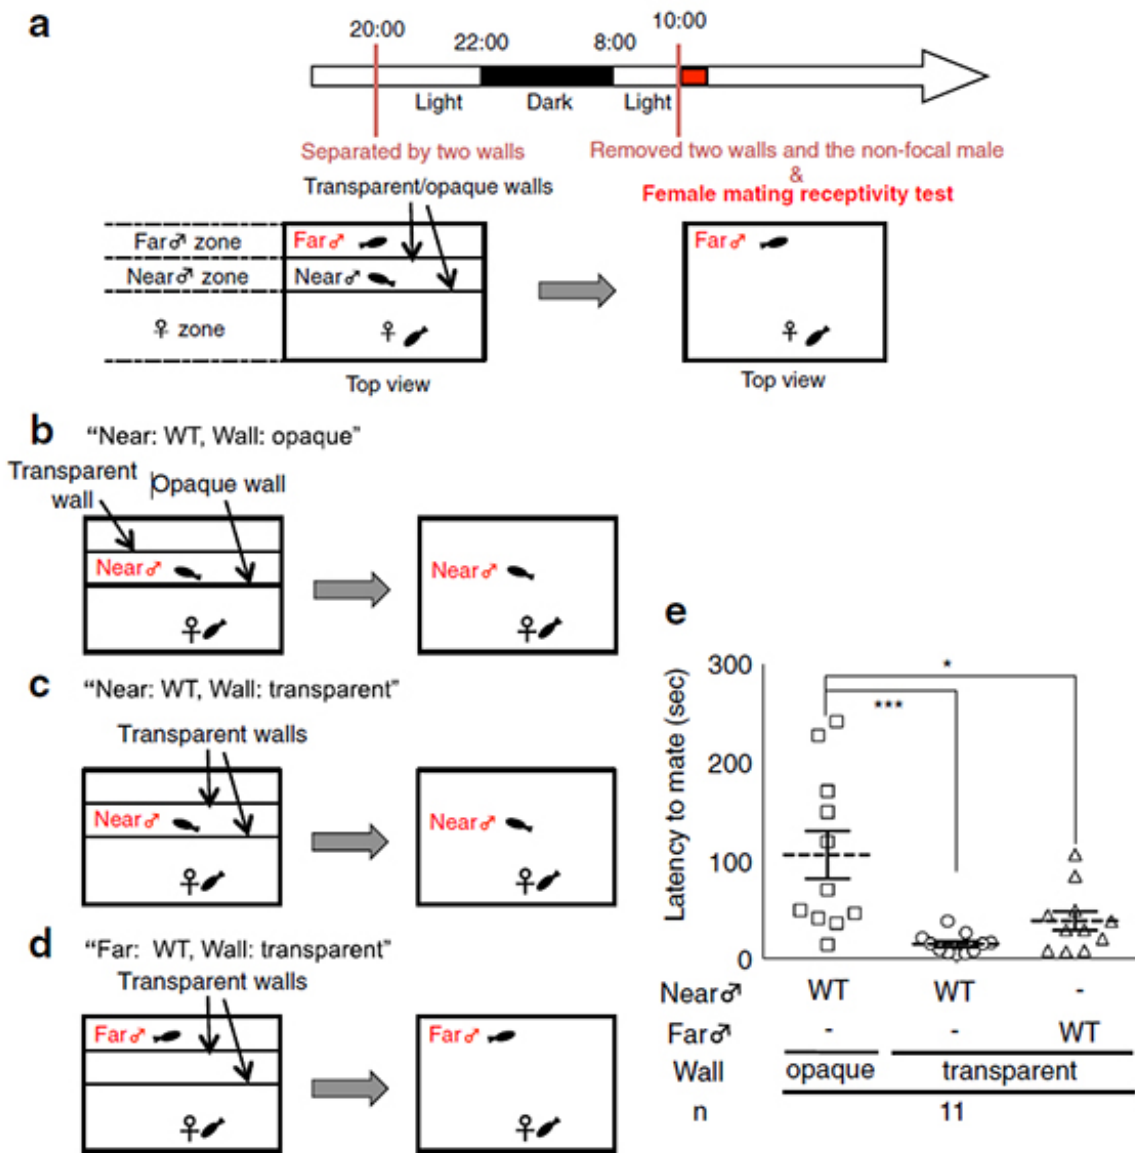 a
20:00
22:00
8:00
10:00
Light
Dark
Light
Separated by two walls
Removed two walls and the non-focal male
&
Female mating receptivity test
Transparent/opaque walls
Far♂ zone
Near♂ zone
♀ zone
Far♂
Near♂
♀
Top view
Far♂
♀
Top view
b "Near: WT, Wall: opaque"
Transparent
wall
Opaque wall
Near♂
♀
Near♂
♀
c "Near: WT, Wall: transparent"
Transparent walls
Near♂
♀
Near♂
♀
d "Far: WT, Wall: transparent"
Transparent walls
Far♂
♀
Far♂
♀
e
Latency to mate (sec)
300
200
100
0
*
***
Near♂ WT WT -
Far♂ - - WT
Wall opaque transparent
n 11